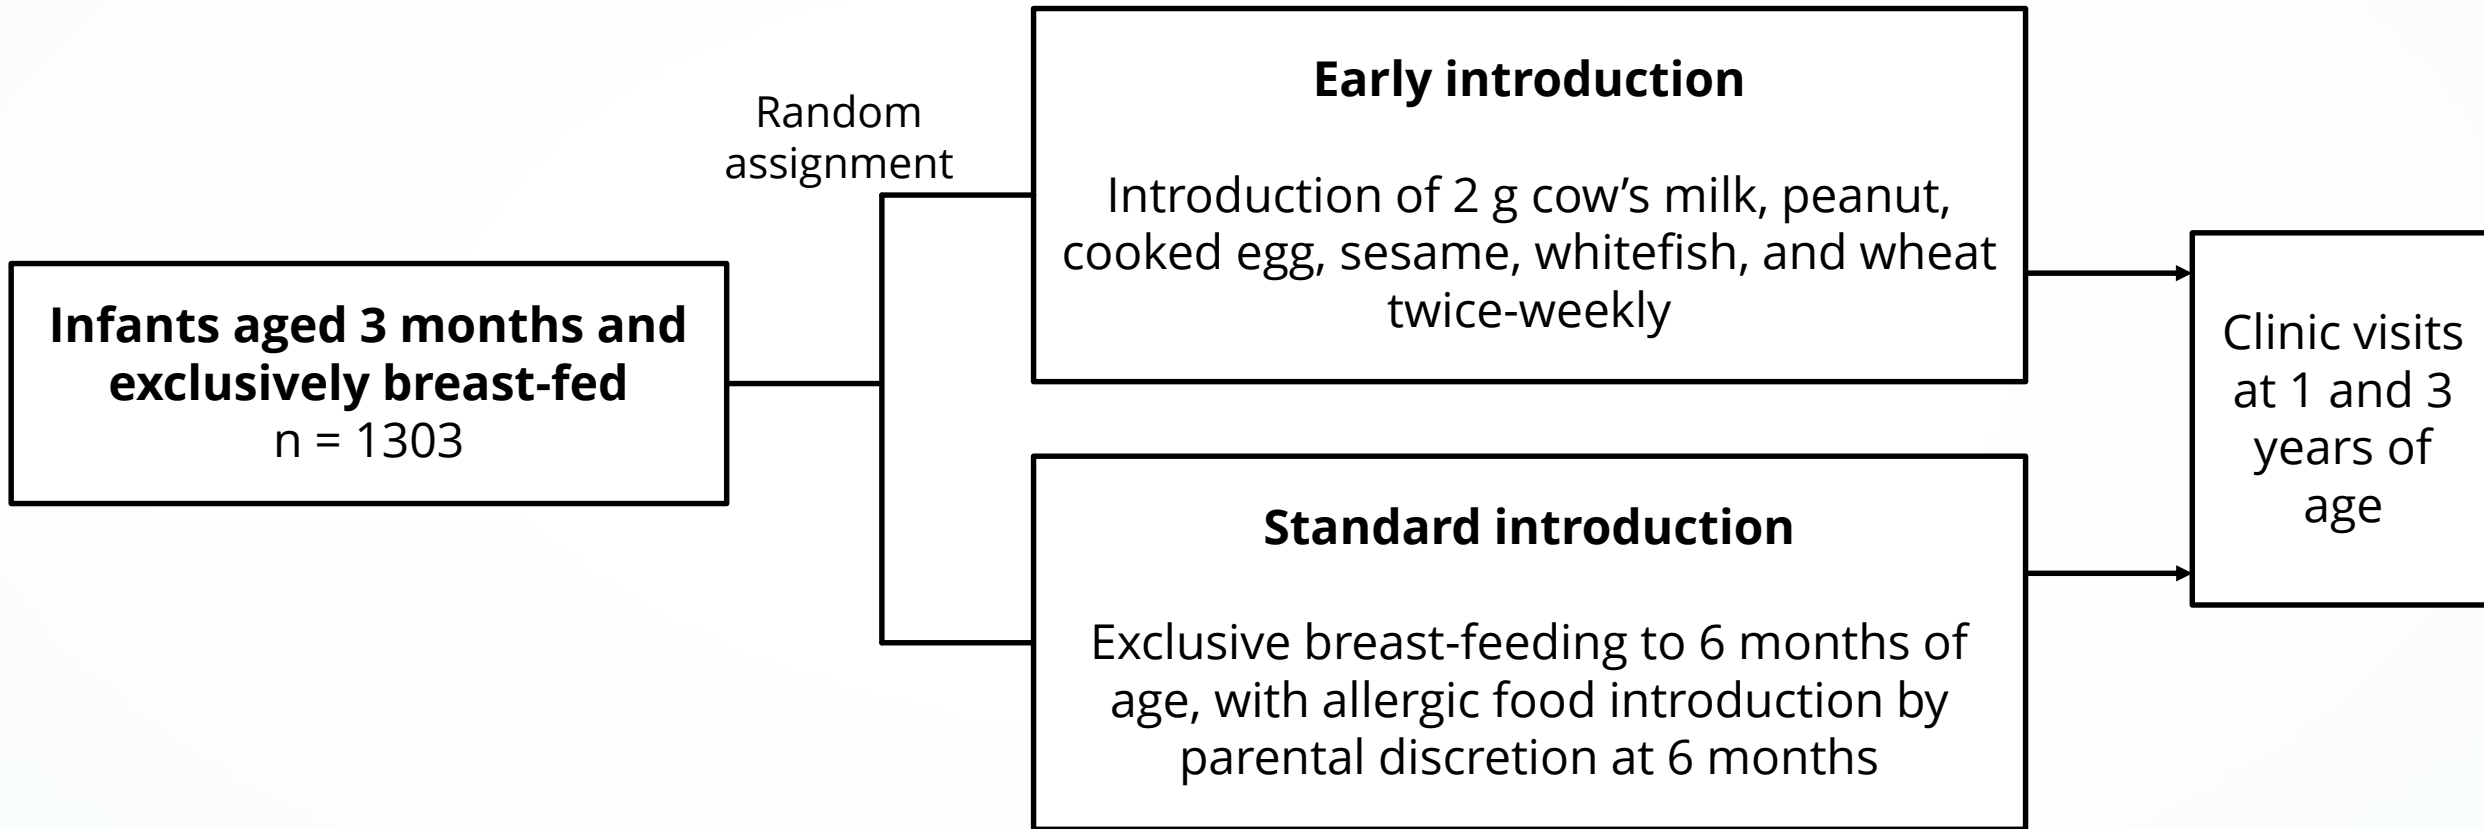 Random
assignment
Infants aged 3 months and
exclusively breast-fed
n = 1303
Early introduction
Introduction of 2 g cow’s milk, peanut,
cooked egg, sesame, whitefish, and wheat
twice-weekly
Standard introduction
Exclusive breast-feeding to 6 months of
age, with allergic food introduction by
parental discretion at 6 months
Clinic visits
at 1 and 3
years of
age